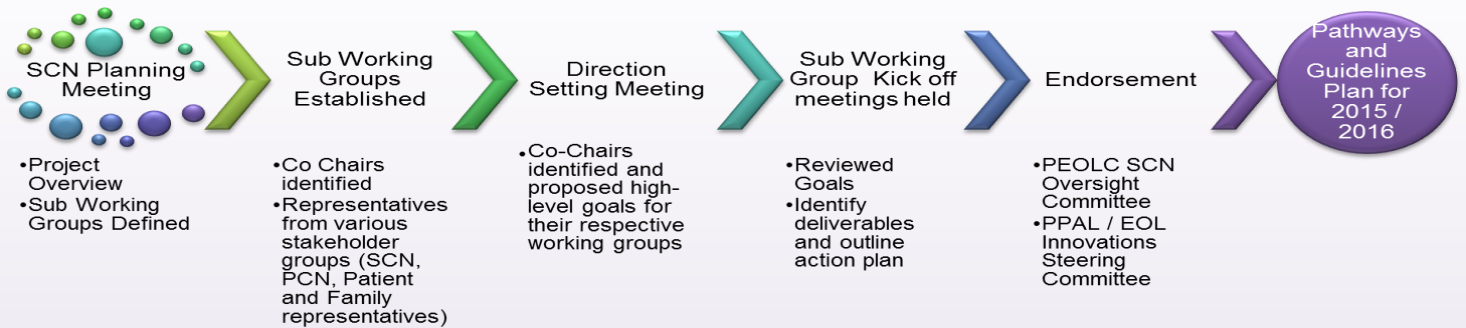 SCN Planning
Meeting
•Project
Overview
•Sub Working
Groups Defined
Sub Working
Groups
Established
•Co Chairs
identified
•Representatives
from various
stakeholder
groups (SCN,
PCN, Patient
and Family
representatives)
Direction
Setting Meeting
•Co-Chairs
identified and
proposed high-
level goals for
their respective
working groups
Sub Working
Group Kick off
meetings held
•Reviewed
Goals
•Identify
deliverables
and outline
action plan
Endorsement
•PEOLC SCN
Oversight
Committee
•PPAL / EOL
Innovations
Steering
Committee
Pathways
and
Guidelines
Plan for
2015 /
2016